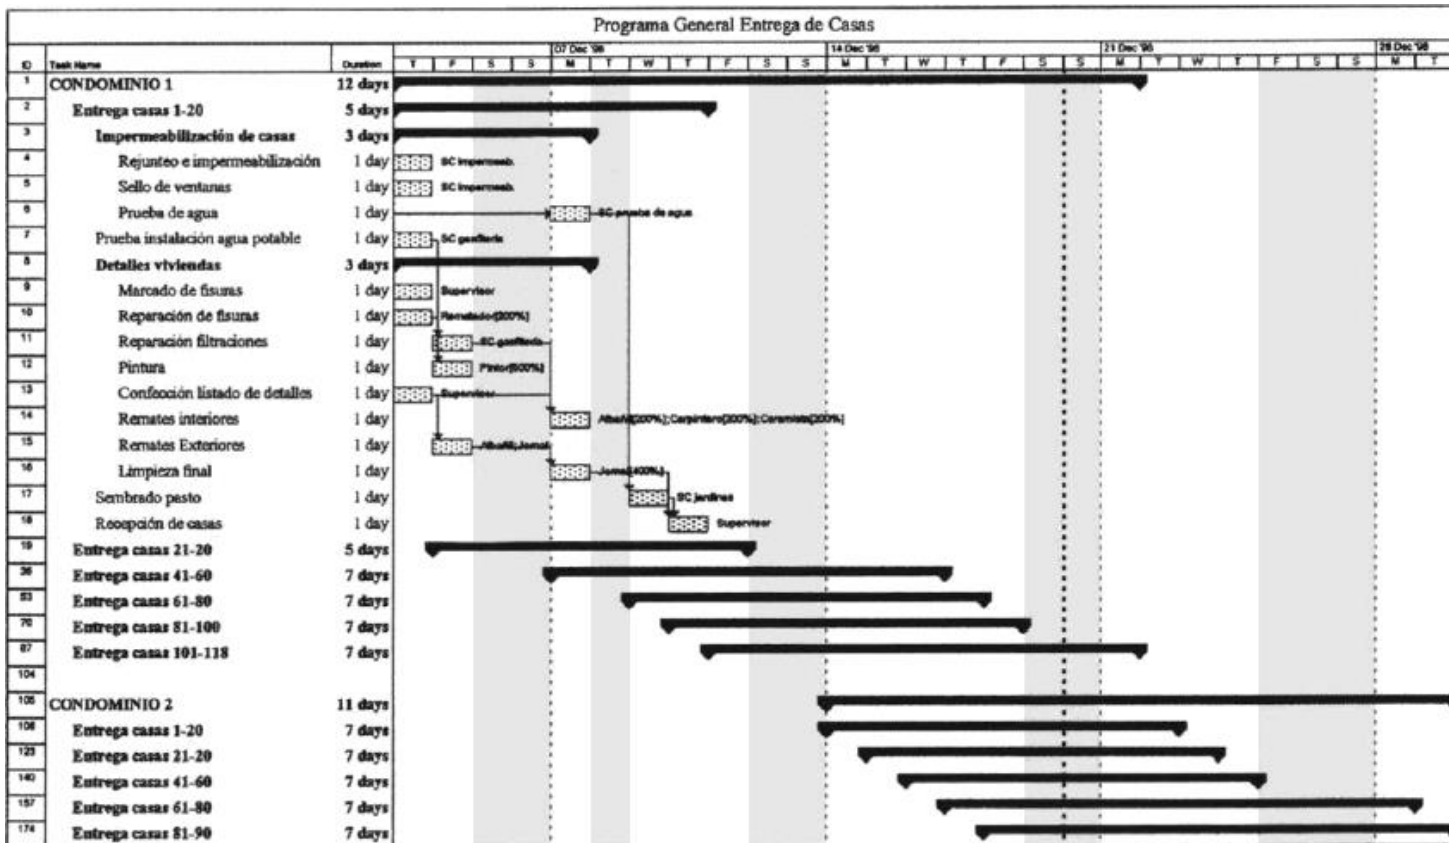 Programa General Entrega de Casas
07 Dec '98 14 Dec '98 21 Dec '98 28 Dec '98
ID Task Name Duration T F S S M T W T F S S M T W T F S S M T W T F S S M T
1 CONDOMINIO 1 12 days
2 Entrega casas 1-20 5 days
3 Impermeabilización de casas 3 days
4 Rejunteo e impermeabilización 1 day SC impermeab.
5 Sello de ventanas 1 day SC impermeab.
6 Prueba de agua 1 day SC prueba de agua
7 Prueba instalación agua potable 1 day SC gasfitería
8 Detalles viviendas 3 days
9 Marcado de fisuras 1 day Supervisor
10 Reparación de fisuras 1 day Rematador[200%]
11 Reparación filtraciones 1 day SC gasfitería
12 Pintura 1 day Pintor[600%]
13 Confección listado de detalles 1 day Supervisor
14 Remates interiores 1 day Albañil[200%];Carpintero[200%];Ceramista[200%]
15 Remates Exteriores 1 day Albañil;Jornal
16 Limpieza final 1 day Jornal[400%]
17 Sembrado pasto 1 day SC jardines
18 Recepción de casas 1 day Supervisor
19 Entrega casas 21-20 5 days
36 Entrega casas 41-60 7 days
53 Entrega casas 61-80 7 days
70 Entrega casas 81-100 7 days
87 Entrega casas 101-118 7 days
104
105 CONDOMINIO 2 11 days
106 Entrega casas 1-20 7 days
123 Entrega casas 21-20 7 days
140 Entrega casas 41-60 7 days
157 Entrega casas 61-80 7 days
174 Entrega casas 81-90 7 days